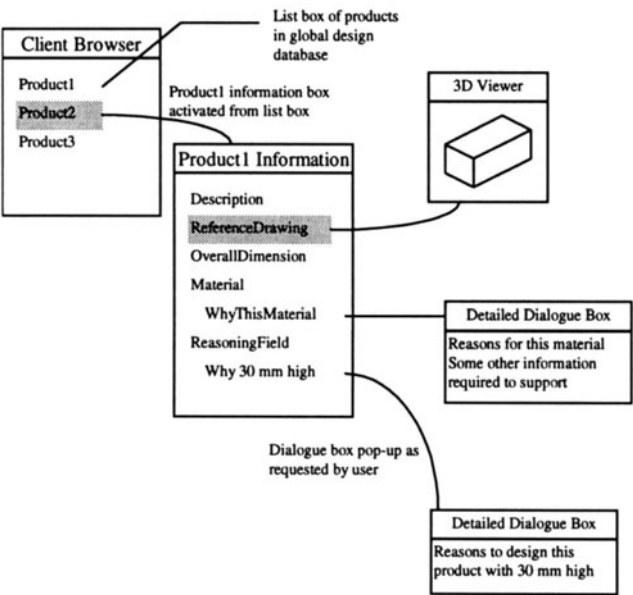 List box of products
in global design
database
Client Browser
Product1
Product2
Product3
Product1 information box
activated from list box
3D Viewer
Product1 Information
Description
ReferenceDrawing
OverallDimension
Material
WhyThisMaterial
ReasoningField
Why 30 mm high
Detailed Dialogue Box
Reasons for this material
Some other information
required to support
Dialogue box pop-up as
requested by user
Detailed Dialogue Box
Reasons to design this
product with 30 mm high